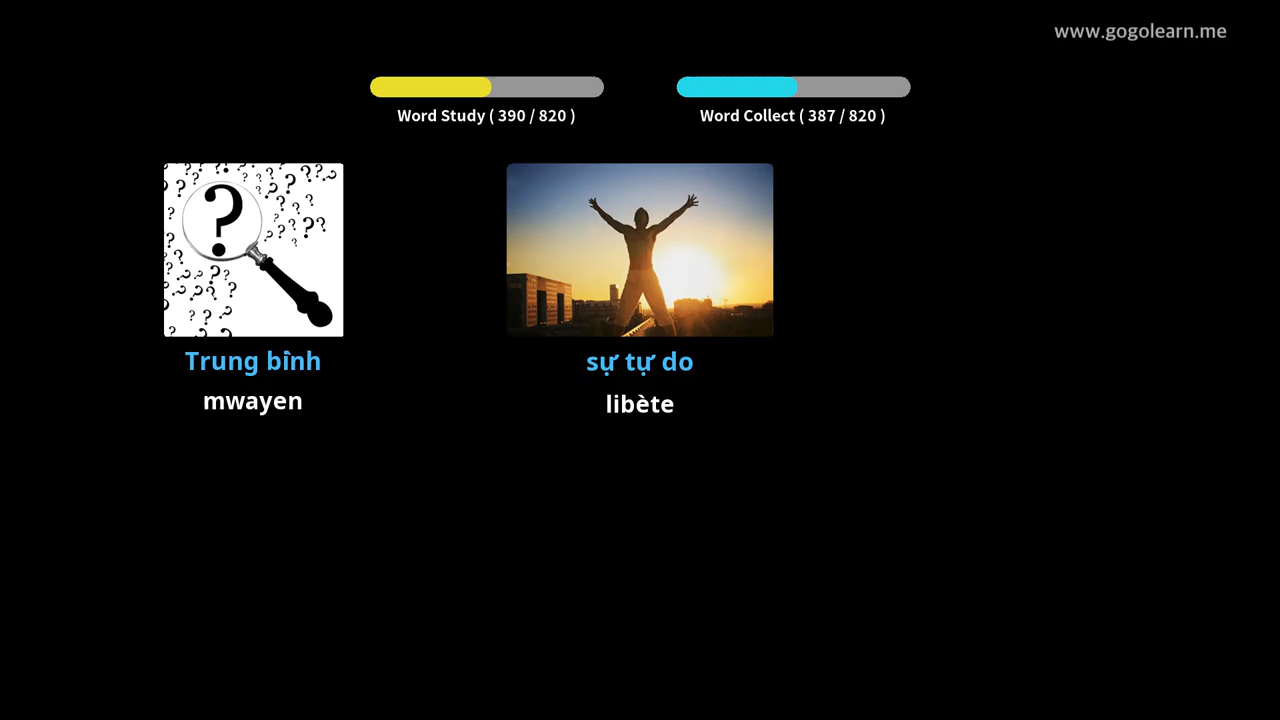 www.gogolearn.me
Word Study ( 390 / 820 )
Word Collect ( 387 / 820 )
?
Trung bình
mwayen
sự tự do
libète